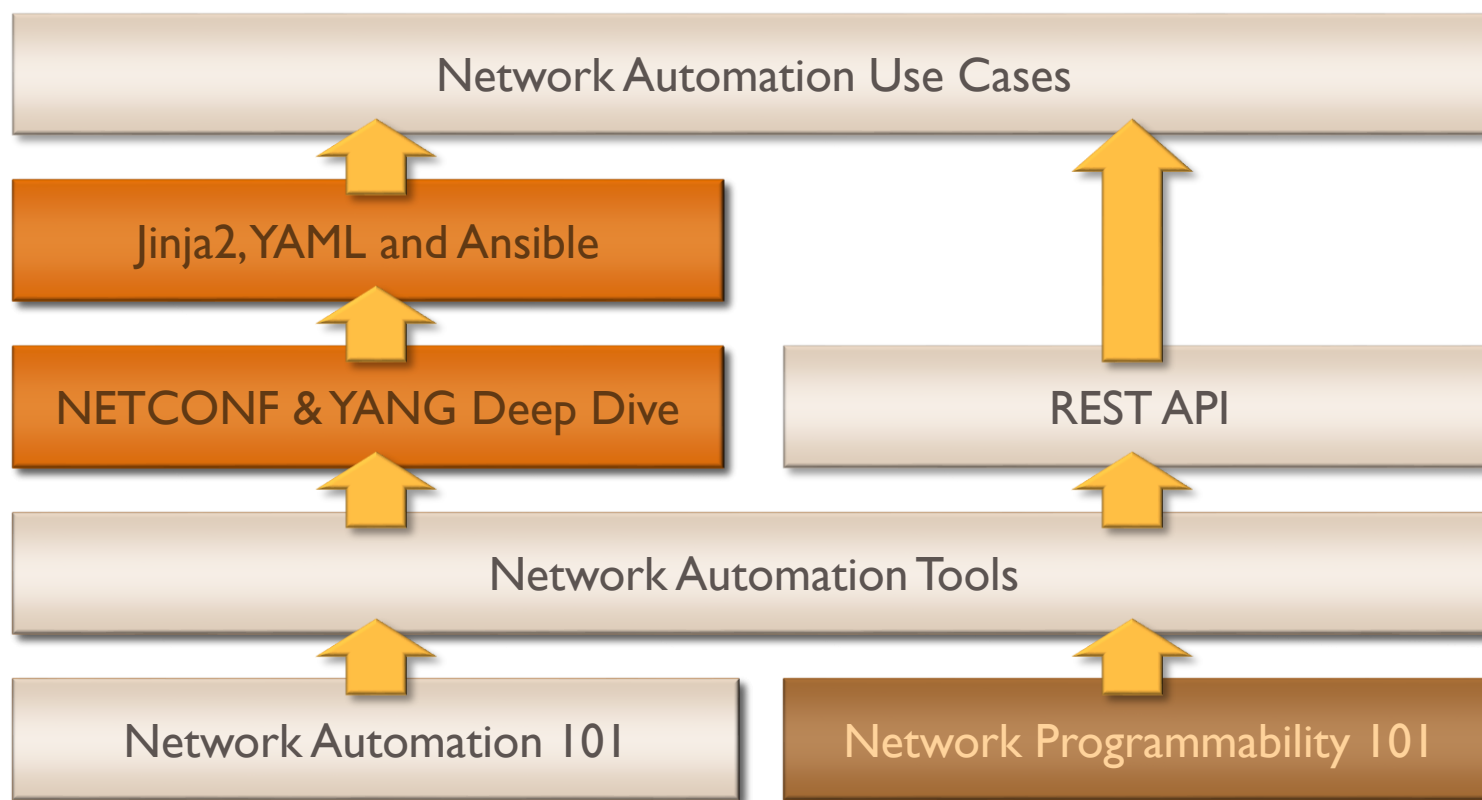 Network Automation Use Cases
Jinja2, YAML and Ansible
NETCONF & YANG Deep Dive
REST API
Network Automation Tools
Network Automation 101
Network Programmability 101